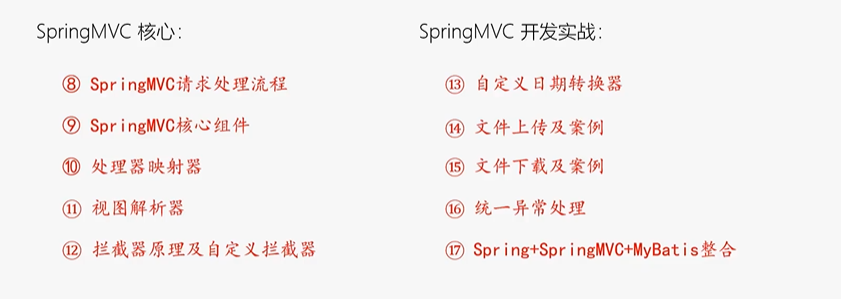 SpringMVC 核心：
⑧ SpringMVC请求处理流程
⑨ SpringMVC核心组件
⑩ 处理器映射器
⑪ 视图解析器
⑫ 拦截器原理及自定义拦截器
SpringMVC 开发实战：
⑬ 自定义日期转换器
⑭ 文件上传及案例
⑮ 文件下载及案例
⑯ 统一异常处理
⑰ Spring+SpringMVC+MyBatis整合